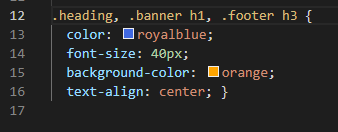 12 .heading, .banner h1, .footer h3 {
13 color: royalblue;
14 font-size: 40px;
15 background-color: orange;
16 text-align: center; }
17